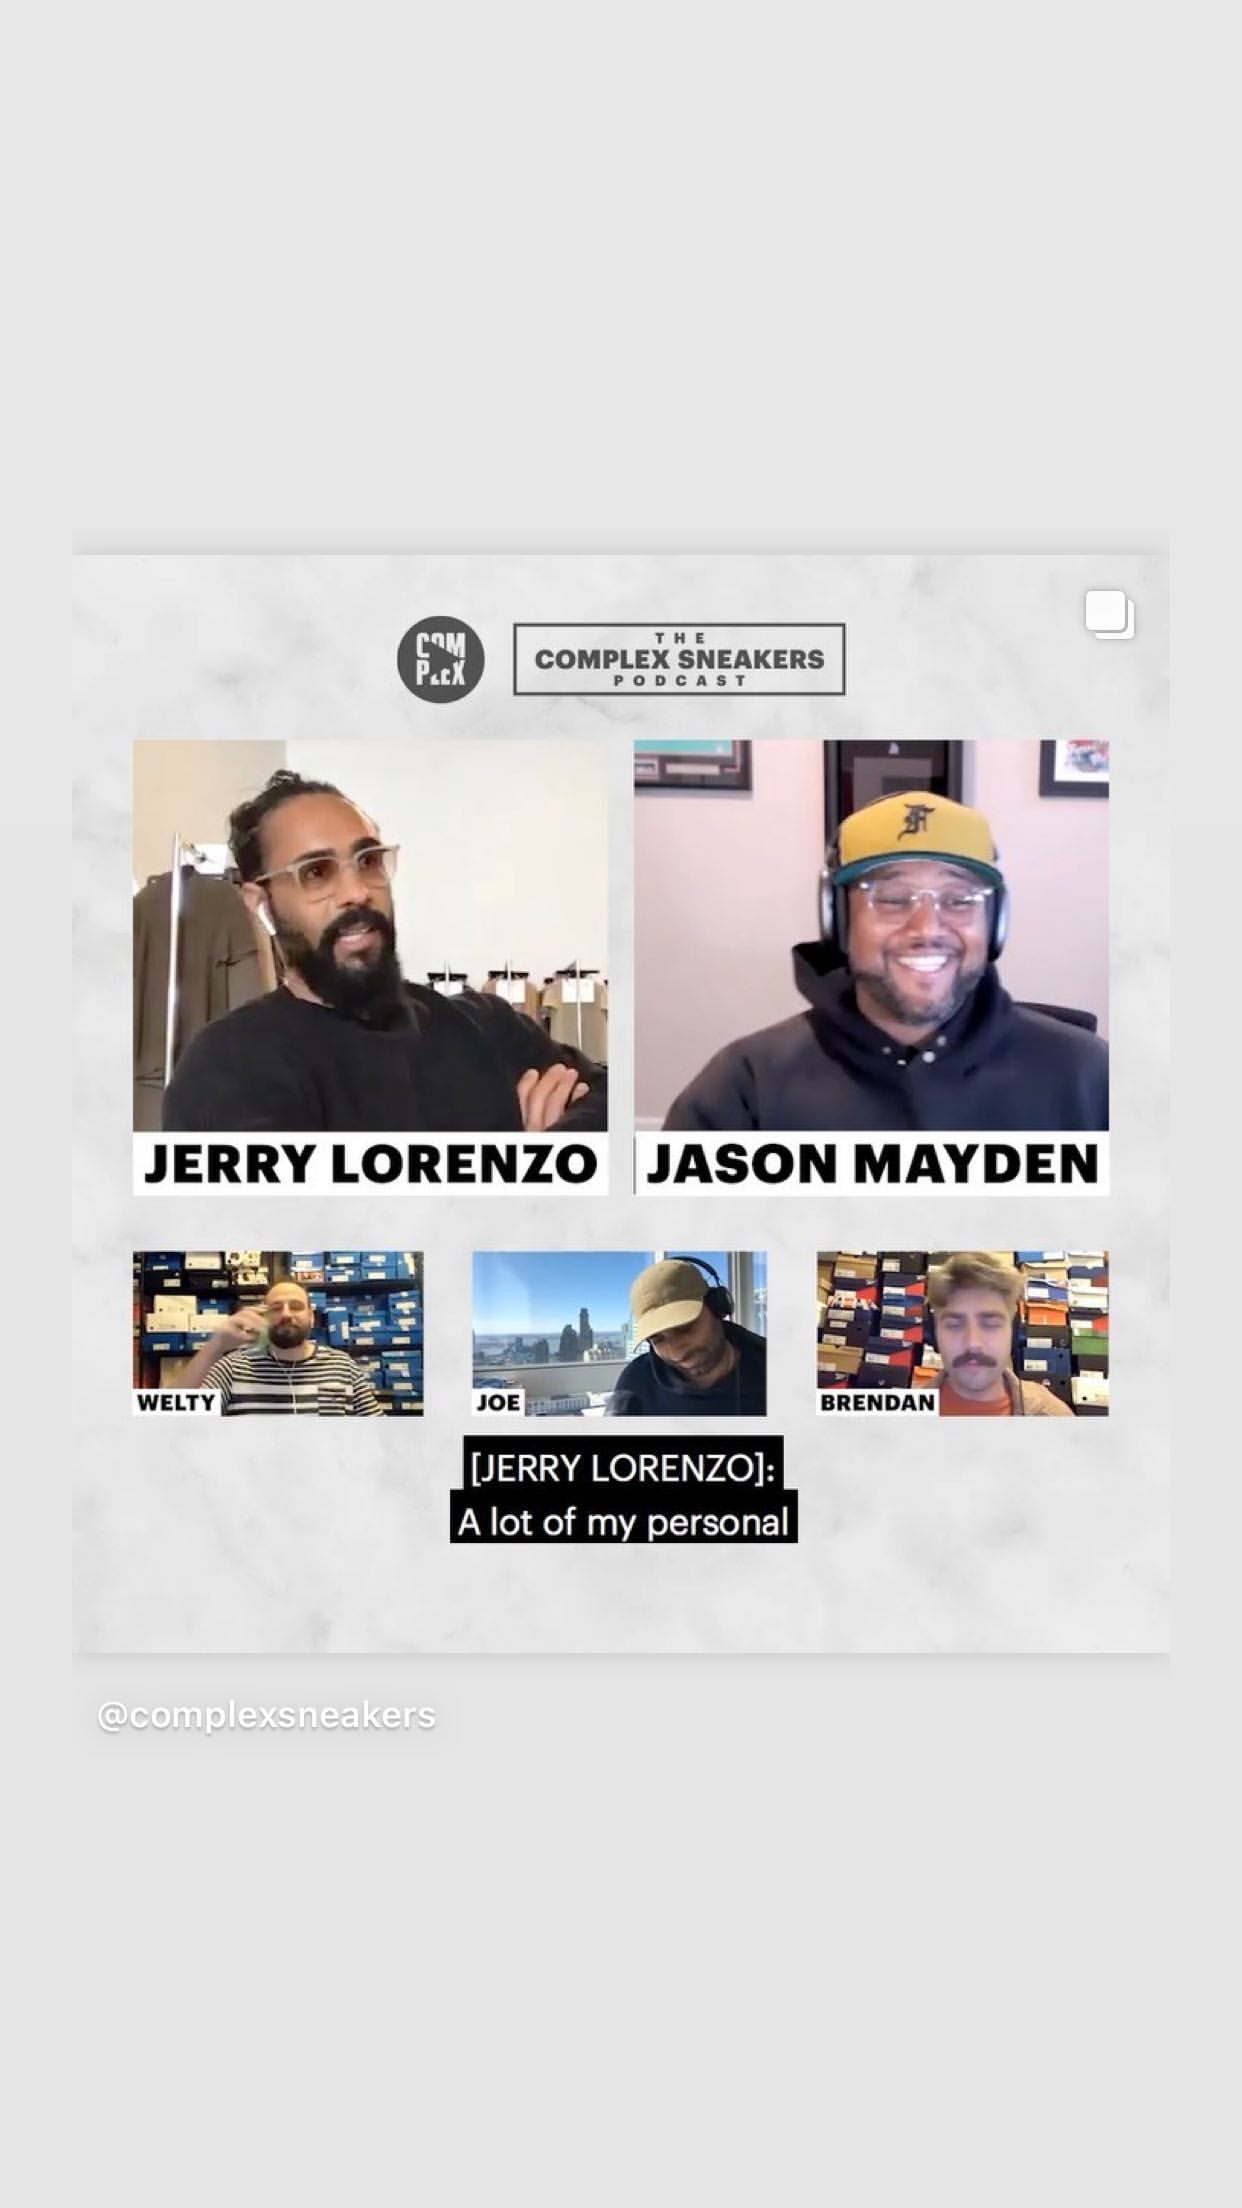 COM
PLEX
THE
COMPLEX SNEAKERS
PODCAST
JERRY LORENZO
JASON MAYDEN
WELTY
JOE
BRENDAN
[JERRY LORENZO]:
A lot of my personal
@complexsneakers